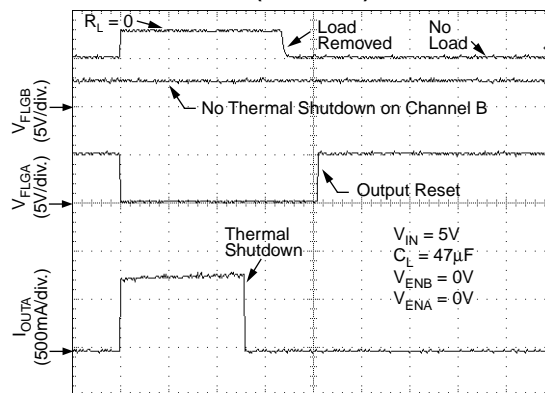 R_L = 0
Load
Removed
No
Load
V_FLGB
(5V/div.)
No Thermal Shutdown on Channel B
V_FLGA
(5V/div.)
Output Reset
Thermal
Shutdown
V_IN = 5V
C_L = 47µF
V_ENB = 0V
V_ENA = 0V
I_OUTA
(500mA/div.)